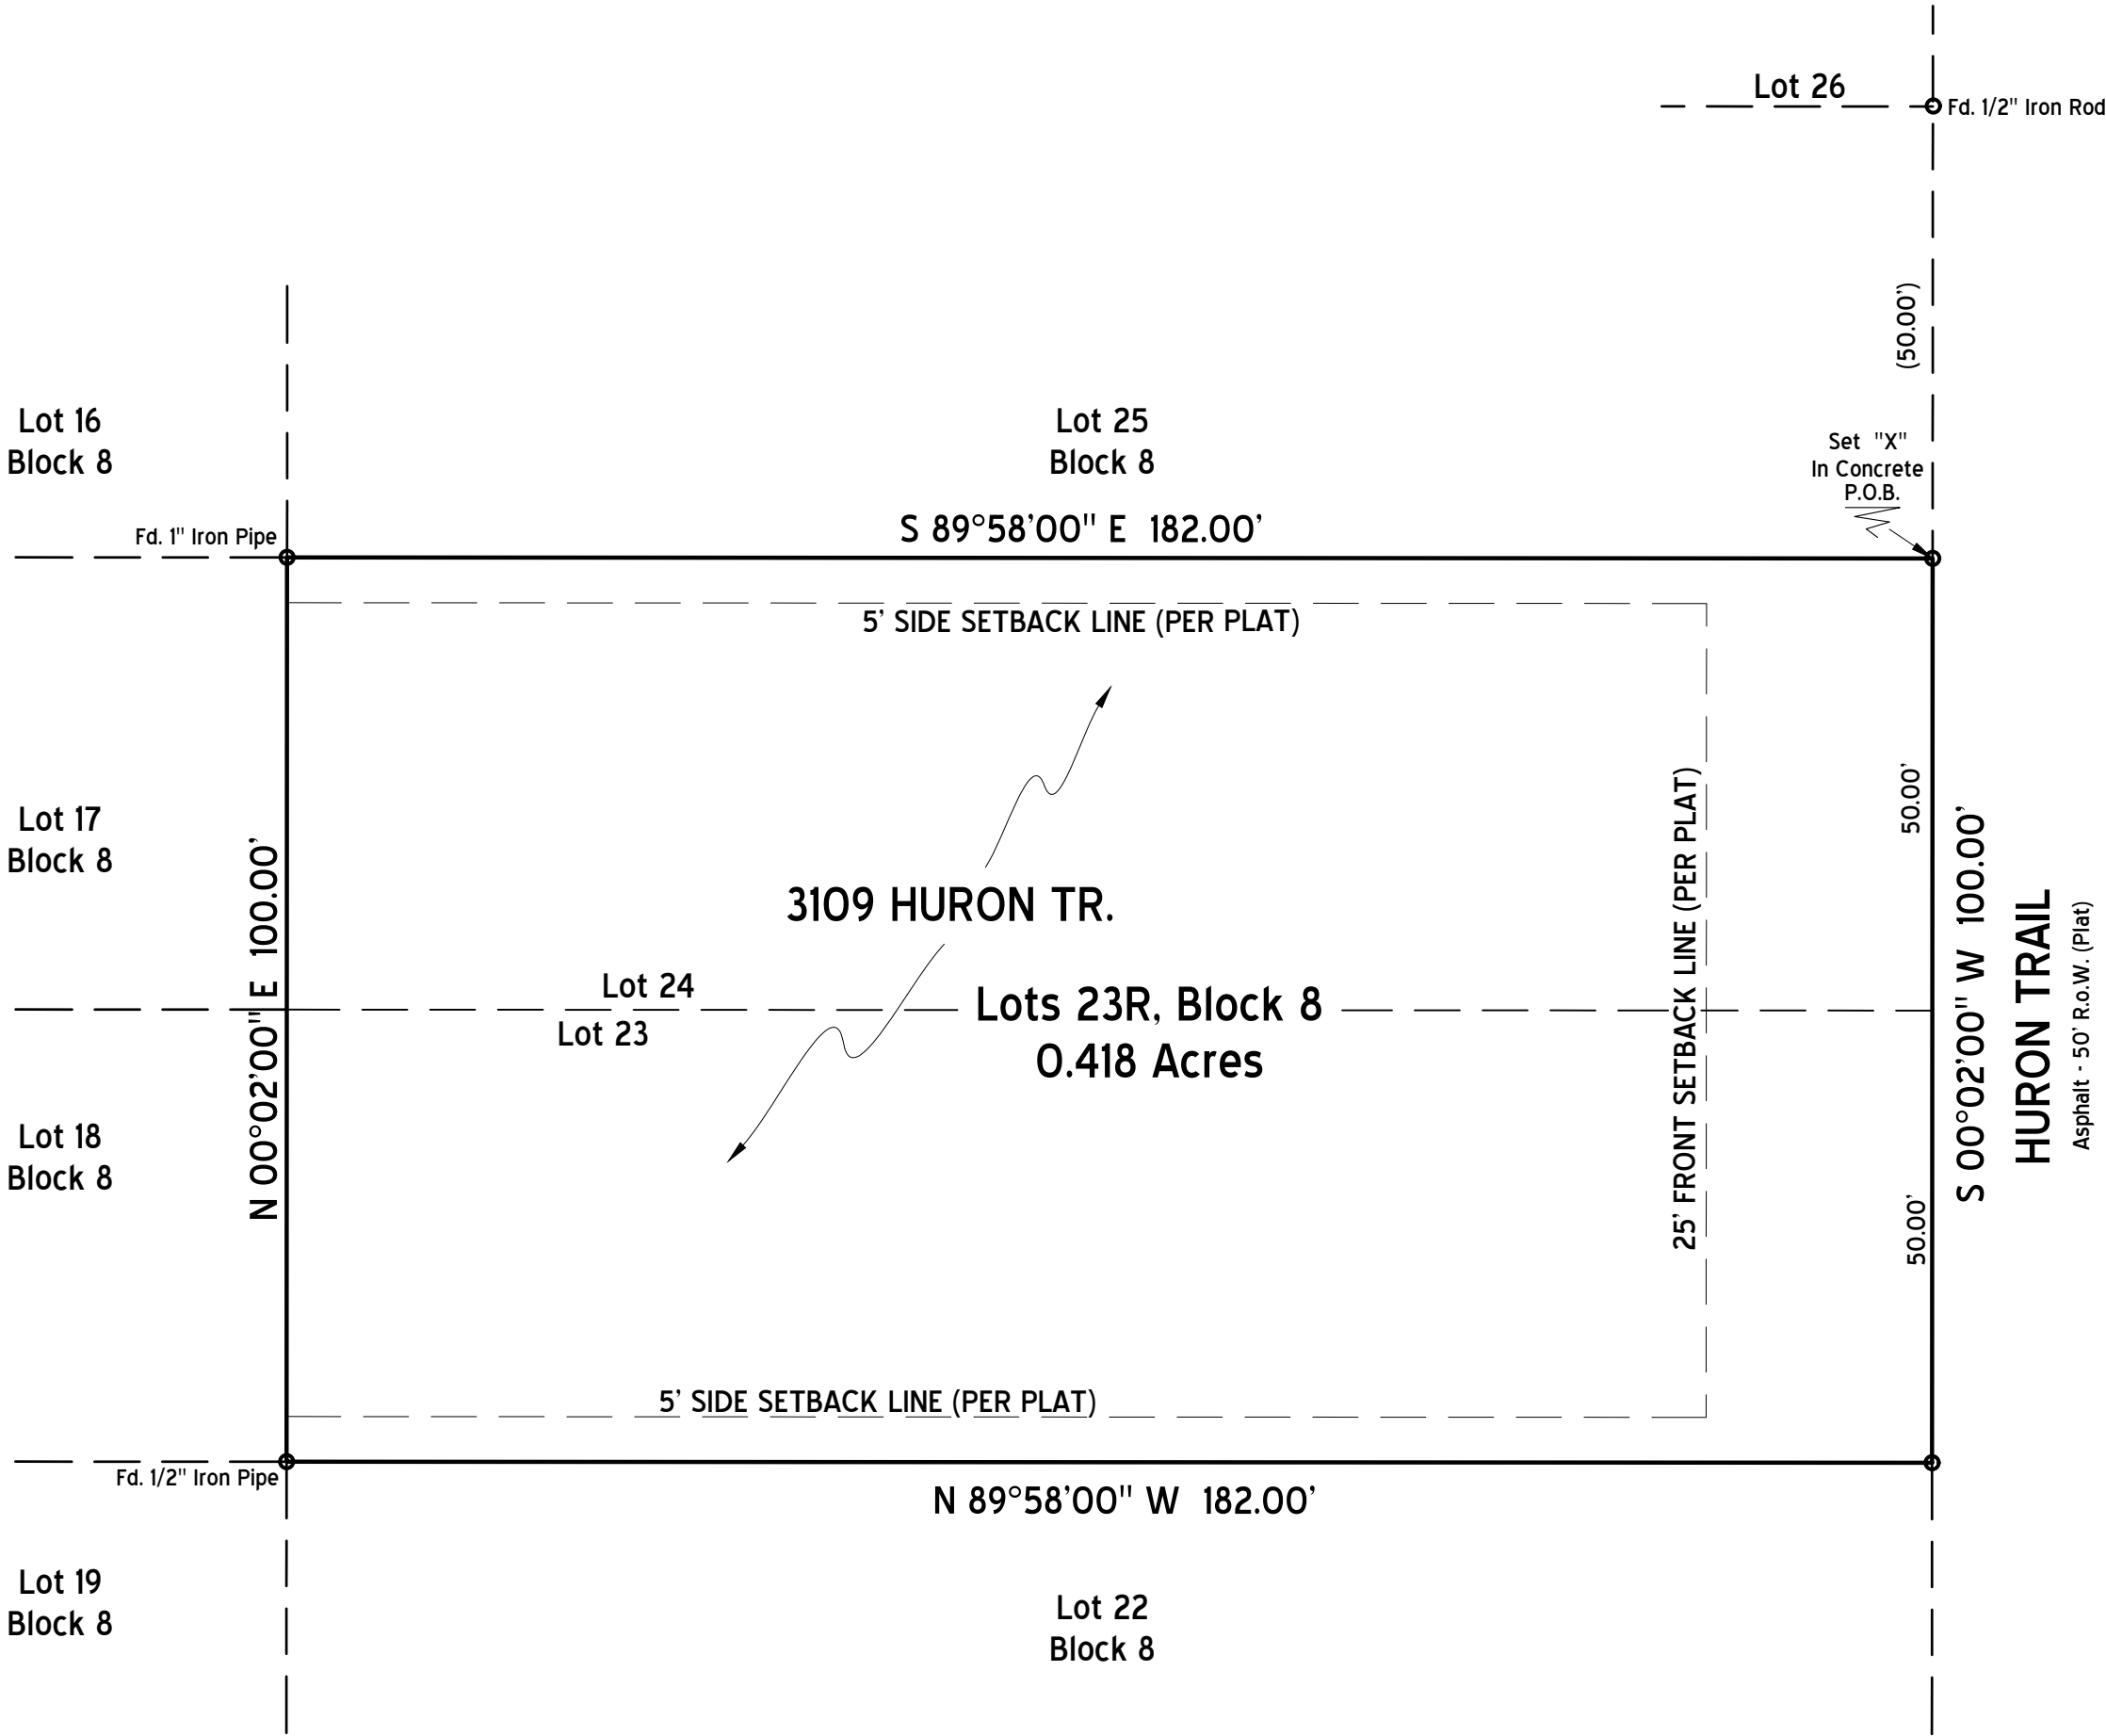 Lot 26
Fd. 1/2" Iron Rod
(50.00')
Lot 16
Block 8
Lot 25
Block 8
Set "X"
In Concrete
P.O.B.
Fd. 1" Iron Pipe
S 89°58'00" E 182.00'
5' SIDE SETBACK LINE (PER PLAT)
Lot 17
Block 8
N 00°02'00" E 100.00'
3109 HURON TR.
25' FRONT SETBACK LINE (PER PLAT)
50.00'
S 00°02'00" W 100.00'
HURON TRAIL
Asphalt - 50' R.o.W. (Plat)
Lot 24
Lot 23
Lots 23R, Block 8
0.418 Acres
Lot 18
Block 8
50.00'
5' SIDE SETBACK LINE (PER PLAT)
Fd. 1/2" Iron Pipe
N 89°58'00" W 182.00'
Lot 19
Block 8
Lot 22
Block 8